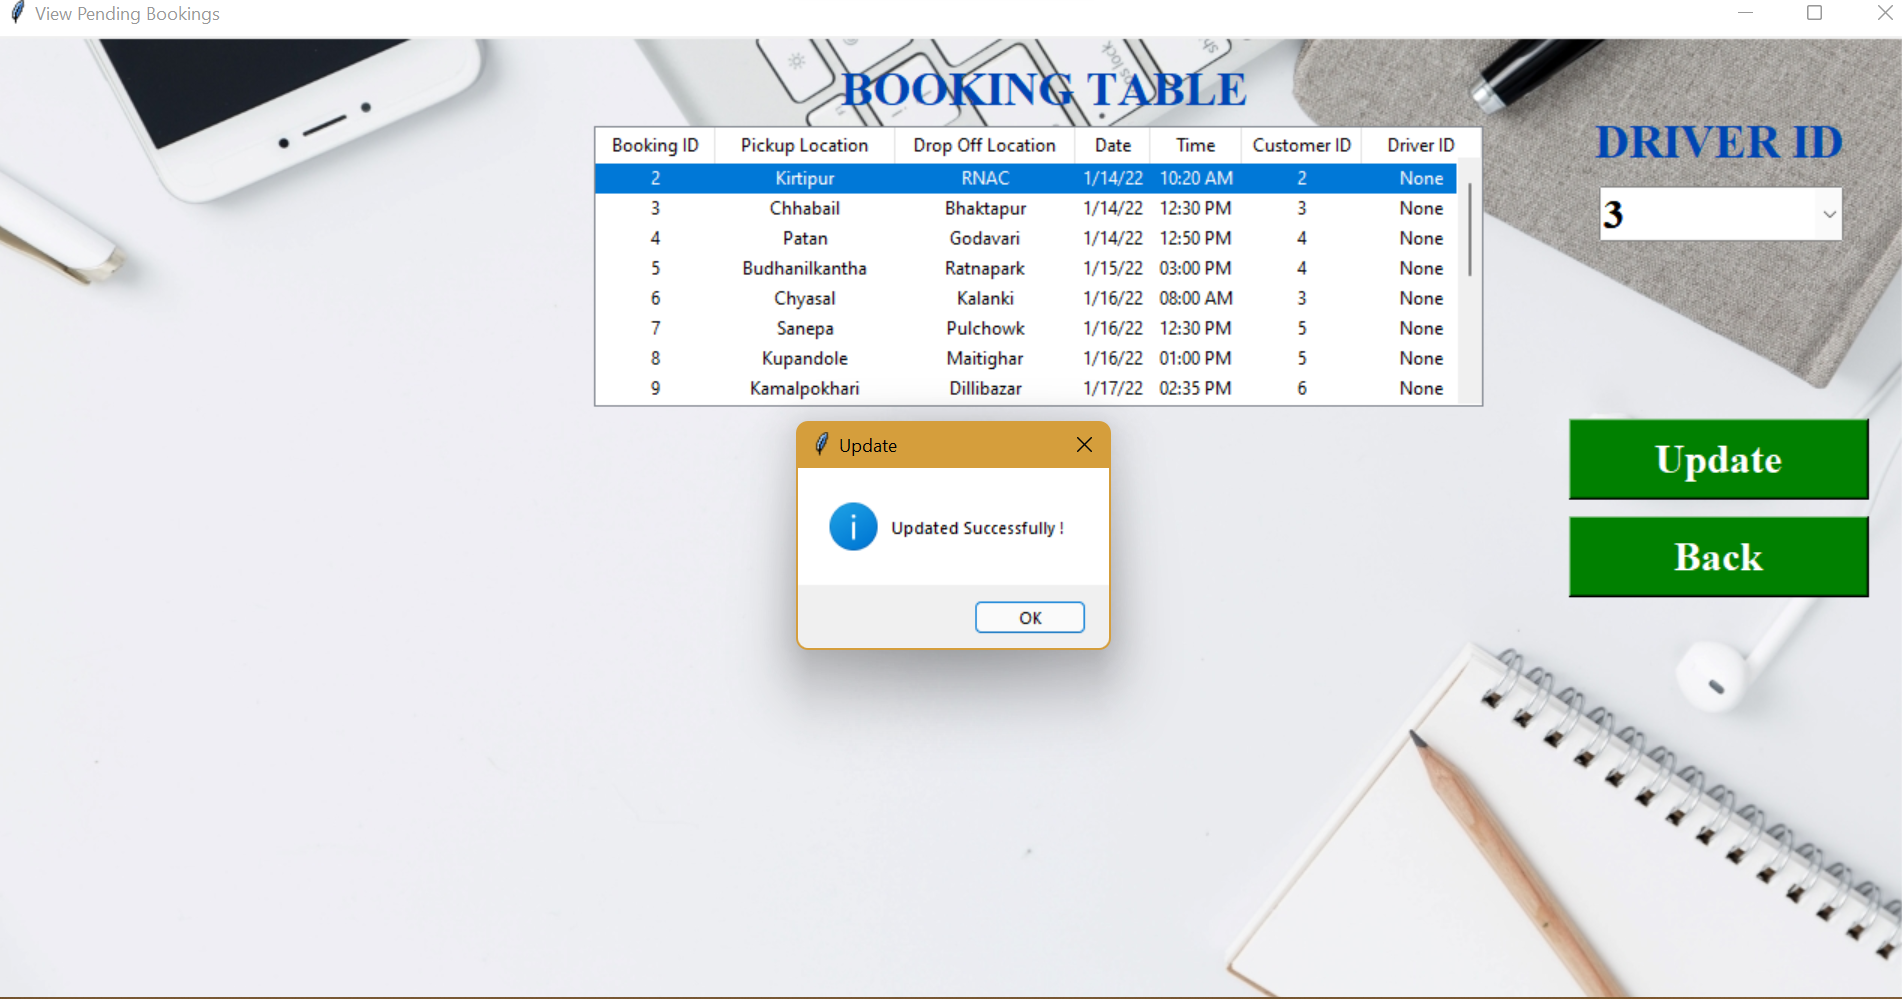 View Pending Bookings
BOOKING TABLE
Booking ID Pickup Location Drop Off Location Date Time Customer ID Driver ID
2 Kirtipur RNAC 1/14/22 10:20 AM 2 None
3 Chhabail Bhaktapur 1/14/22 12:30 PM 3 None
4 Patan Godavari 1/14/22 12:50 PM 4 None
5 Budhanilkantha Ratnapark 1/15/22 03:00 PM 4 None
6 Chyasal Kalanki 1/16/22 08:00 AM 3 None
7 Sanepa Pulchowk 1/16/22 12:30 PM 5 None
8 Kupandole Maitighar 1/16/22 01:00 PM 5 None
9 Kamalpokhari Dillibazar 1/17/22 02:35 PM 6 None
DRIVER ID
3
Update
Back
Update
Updated Successfully !
OK